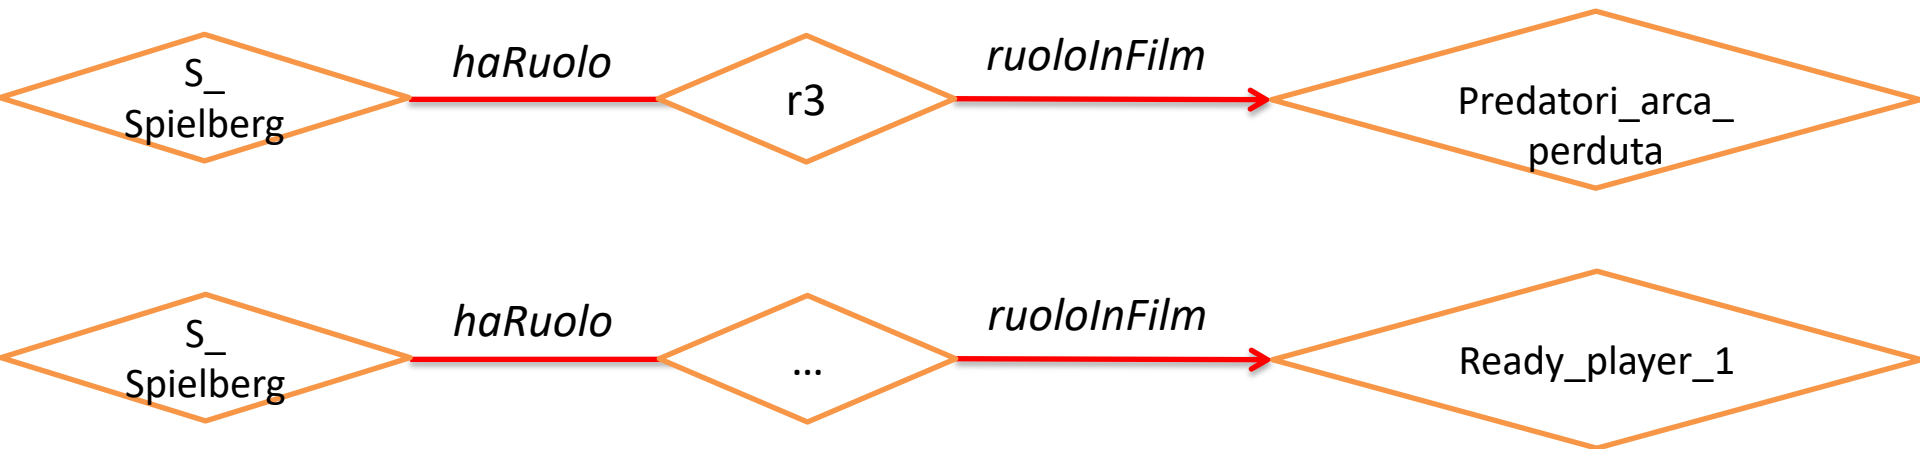 S_
Spielberg
haRuolo
r3
ruoloInFilm
Predatori_arca_
perduta
S_
Spielberg
haRuolo
...
ruoloInFilm
Ready_player_1